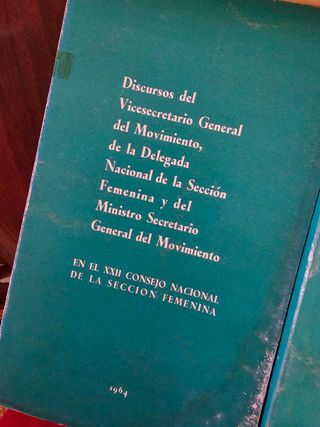 Discursos del
Vicesecretario General
del Movimiento,
de la Delegada
Nacional de la Sección
Femenina y del
Ministro Secretario
General del Movimiento
EN EL XXII CONSEJO NACIONAL
DE LA SECCION FEMENINA
1964